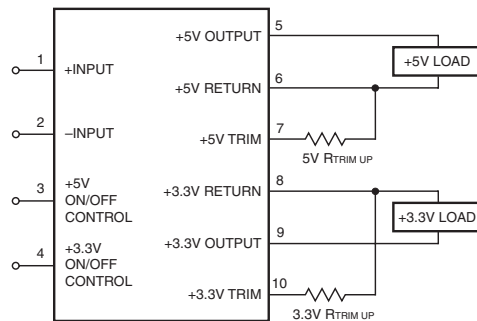 1
+INPUT
2
–INPUT
3
+5V
ON/OFF
CONTROL
4
+3.3V
ON/OFF
CONTROL
+5V OUTPUT
5
+5V LOAD
+5V RETURN
6
+5V TRIM
7
5V RTRIM UP
+3.3V RETURN
8
+3.3V LOAD
+3.3V OUTPUT
9
+3.3V TRIM
10
3.3V RTRIM UP